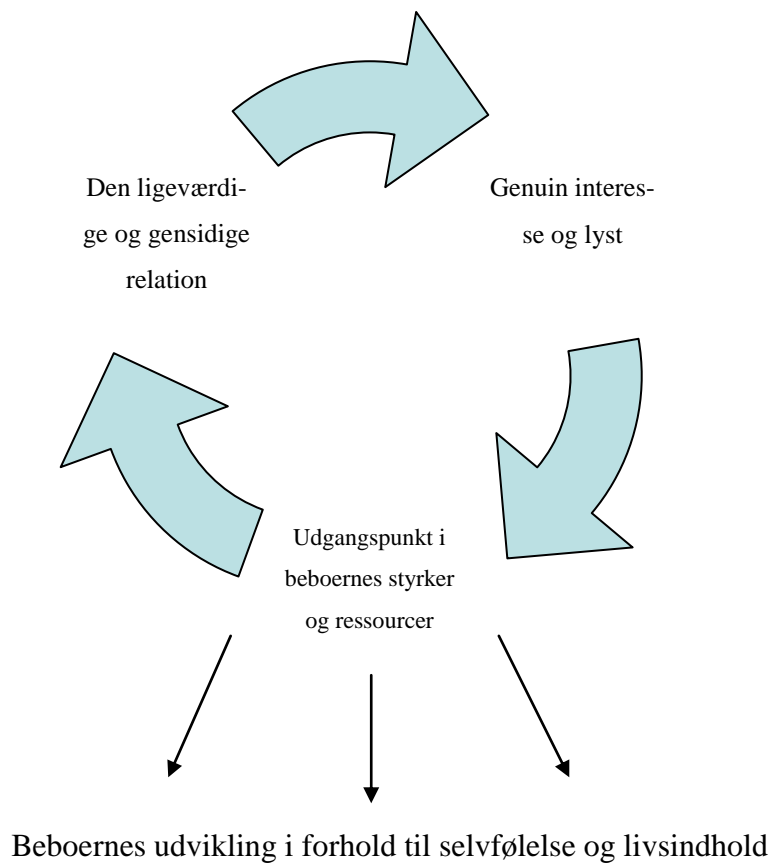 Den ligeværdi-
ge og gensidige
relation
Genuin interes-
se og lyst
Udgangspunkt i
beboernes styrker
og ressourcer
Beboernes udvikling i forhold til selvfølelse og livsindhold